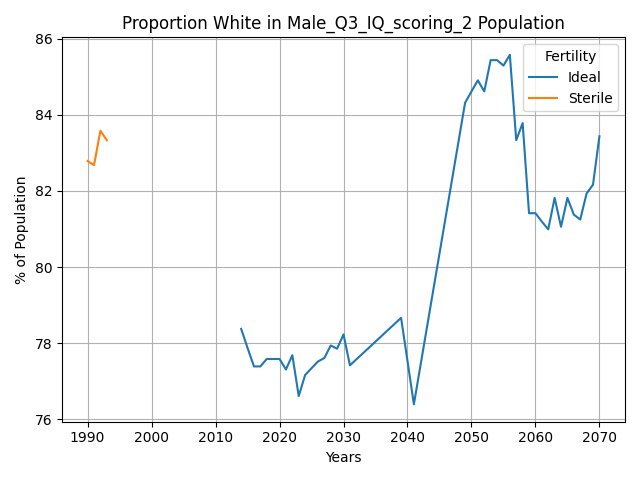 Proportion White in Male_Q3_IQ_scoring_2 Population
Fertility
Ideal
Sterile
% of Population
86
84
82
80
78
76
1990
2000
2010
2020
2030
2040
2050
2060
2070
Years